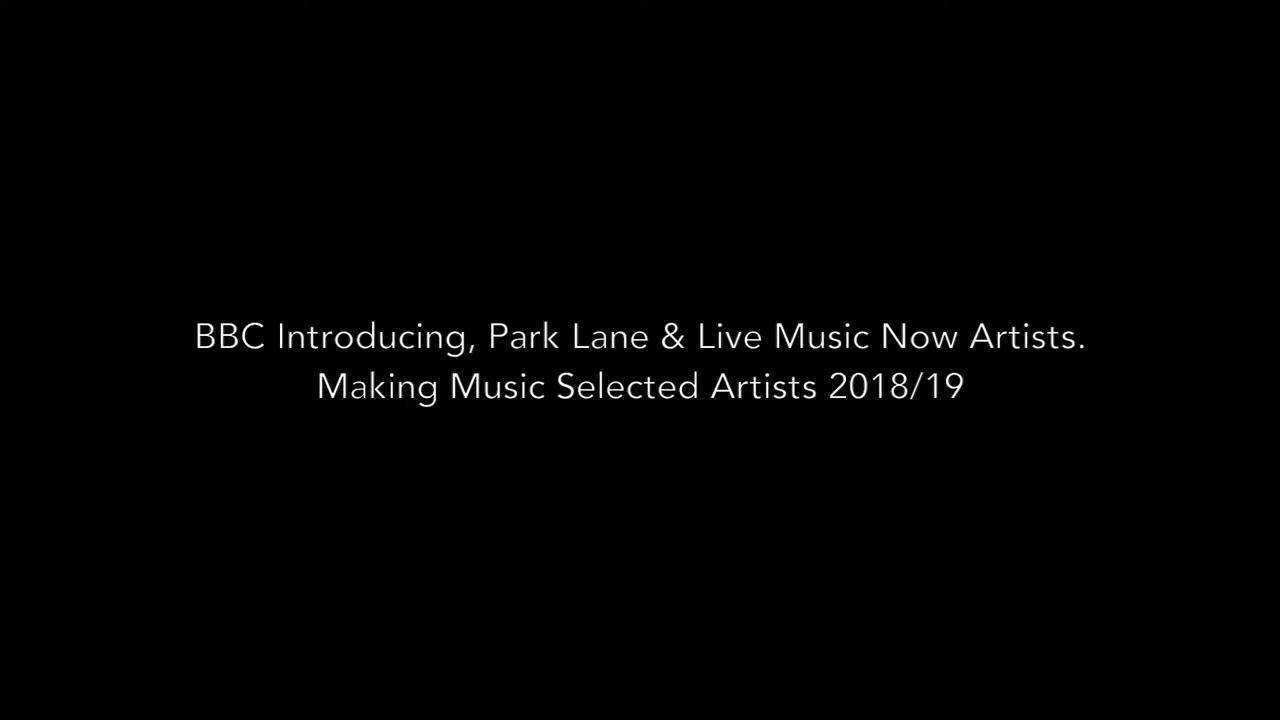 BBC Introducing, Park Lane & Live Music Now Artists.
Making Music Selected Artists 2018/19